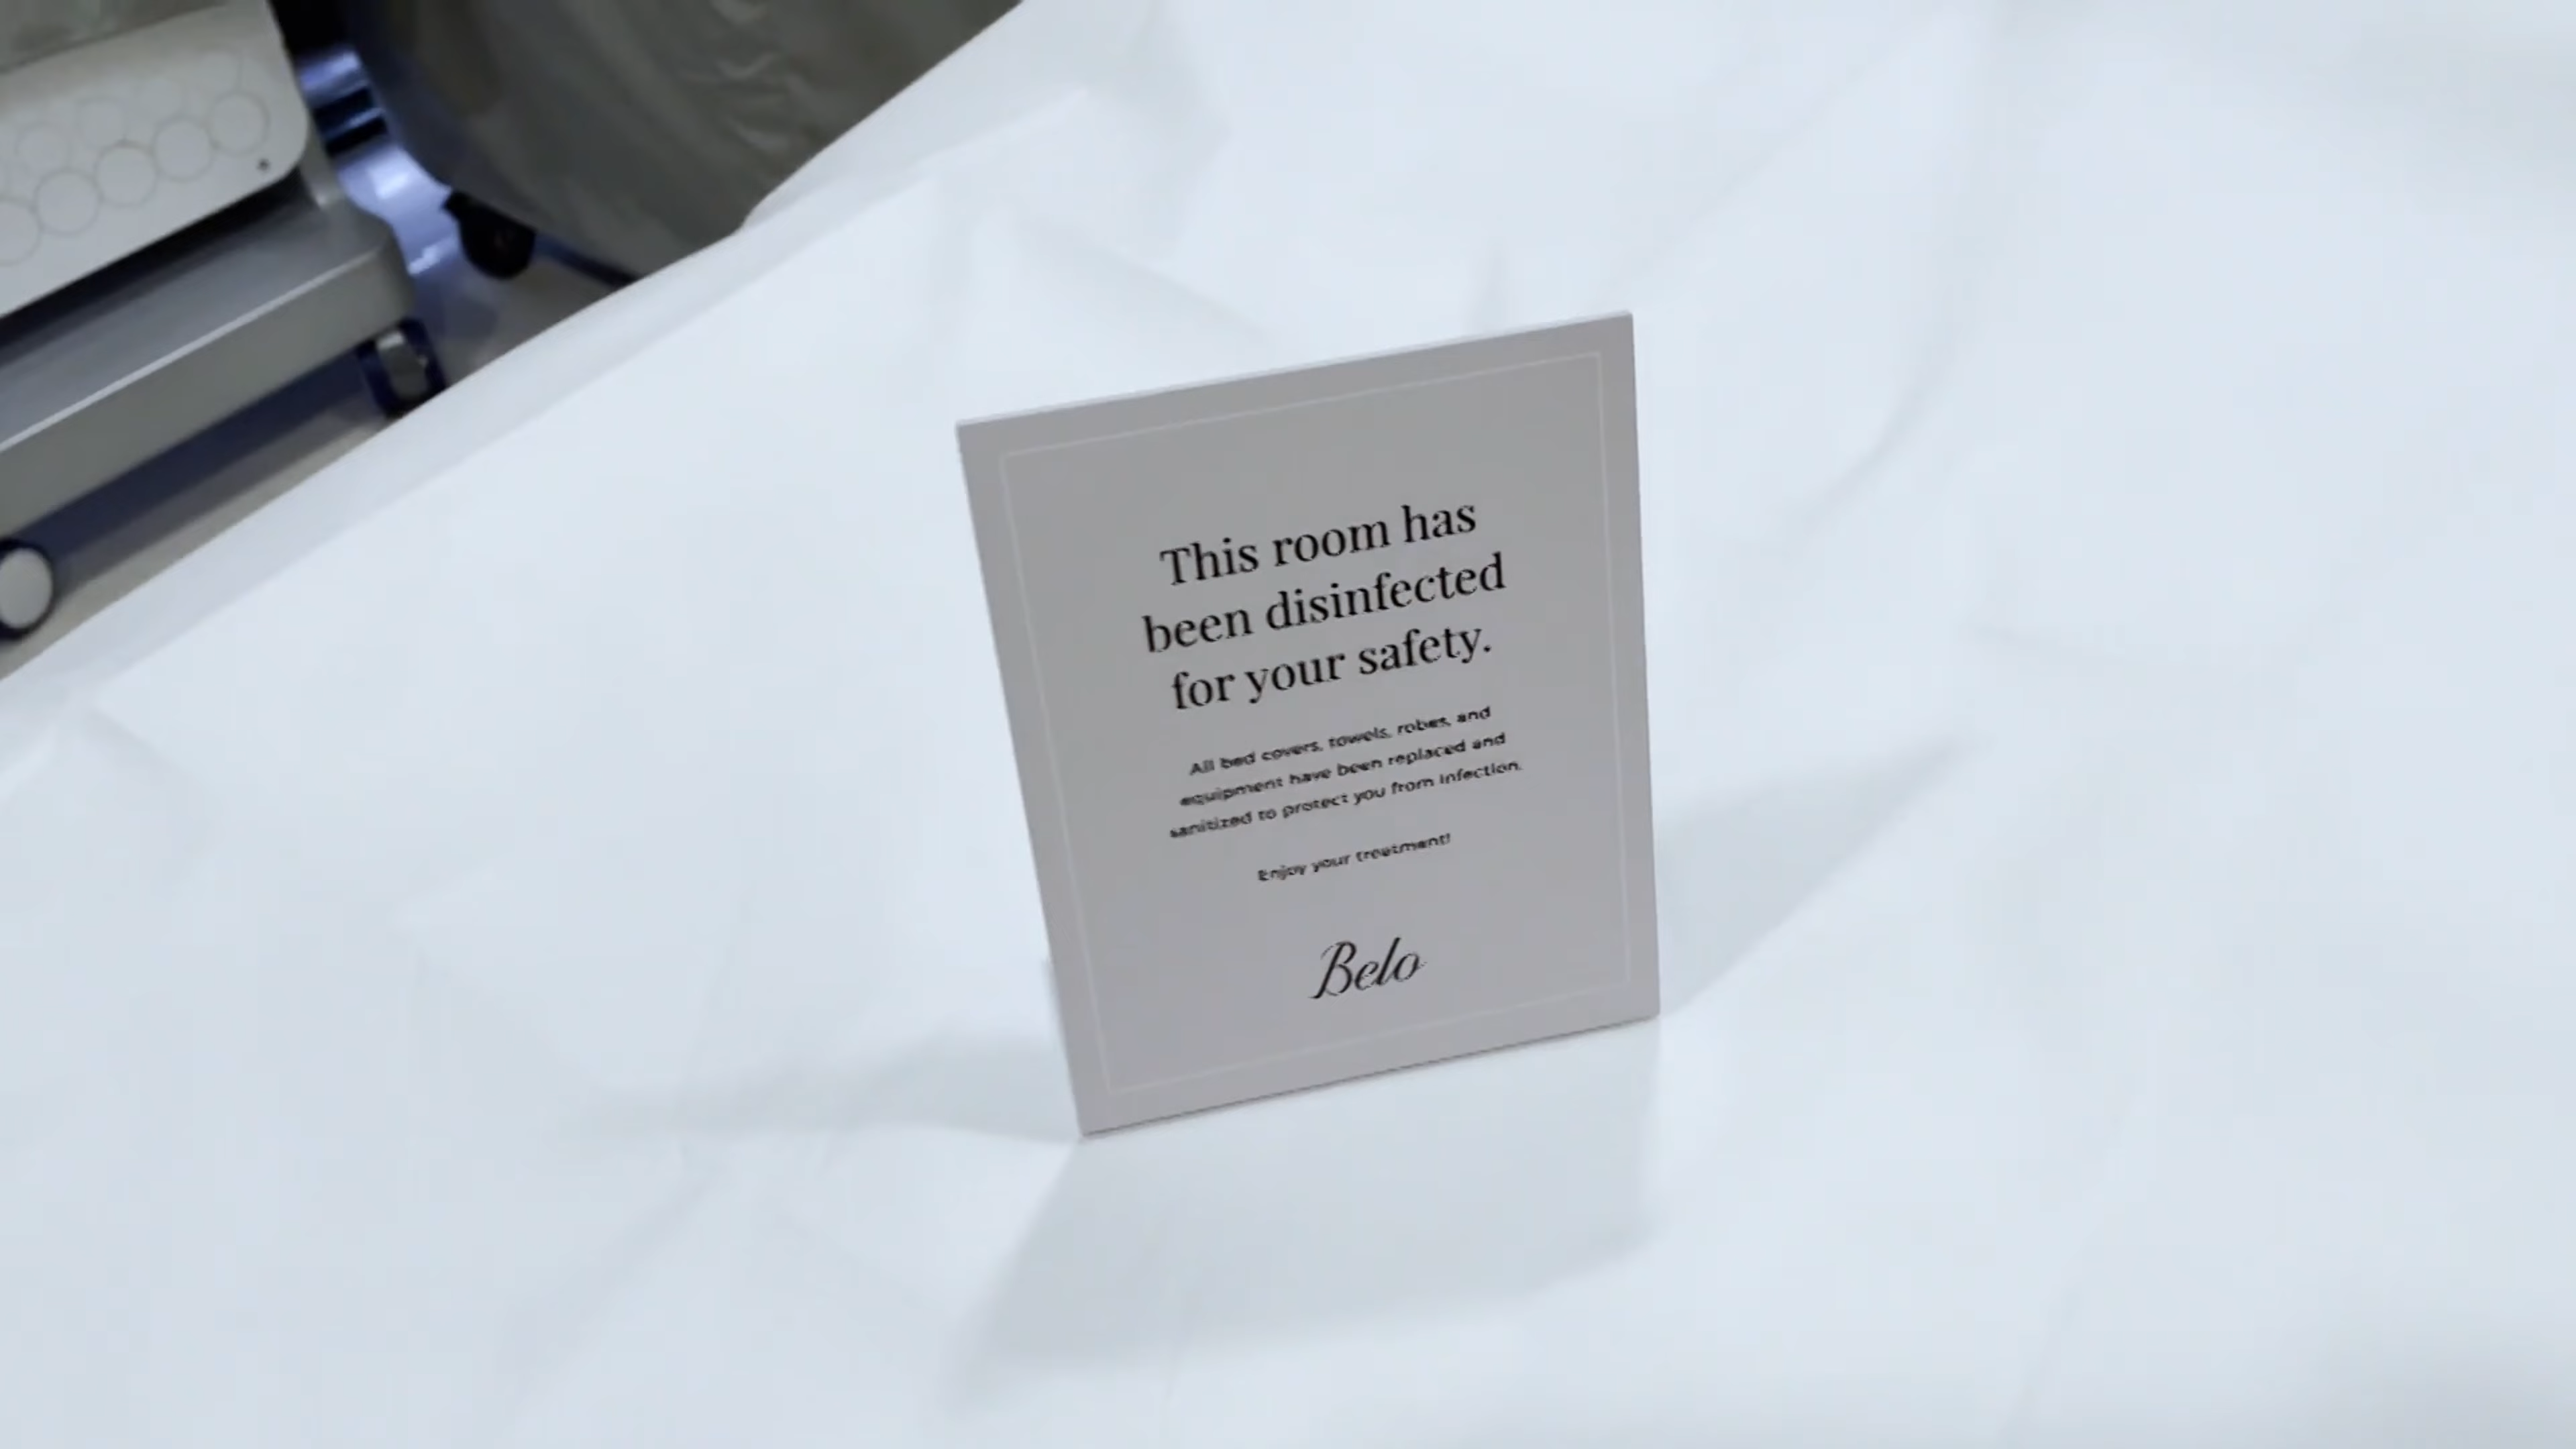 This room has
been disinfected
for your safety.
All bed covers, towels, robes, and
equipment have been replaced and
sanitized to protect you from infection.
Enjoy your treatment!
Belo